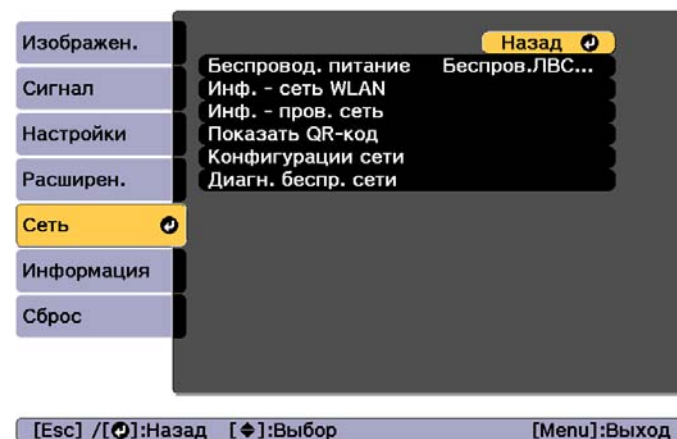 Изображен.
Сигнал
Настройки
Расширен.
Сеть
Информация
Сброс
Назад
Беспровод. питание Беспров.ЛВС...
Инф. - сеть WLAN
Инф. - пров. сеть
Показать QR-код
Конфигурации сети
Диагн. беспр. сети
[Esc] /[]:Назад []:Выбор [Menu]:Выход